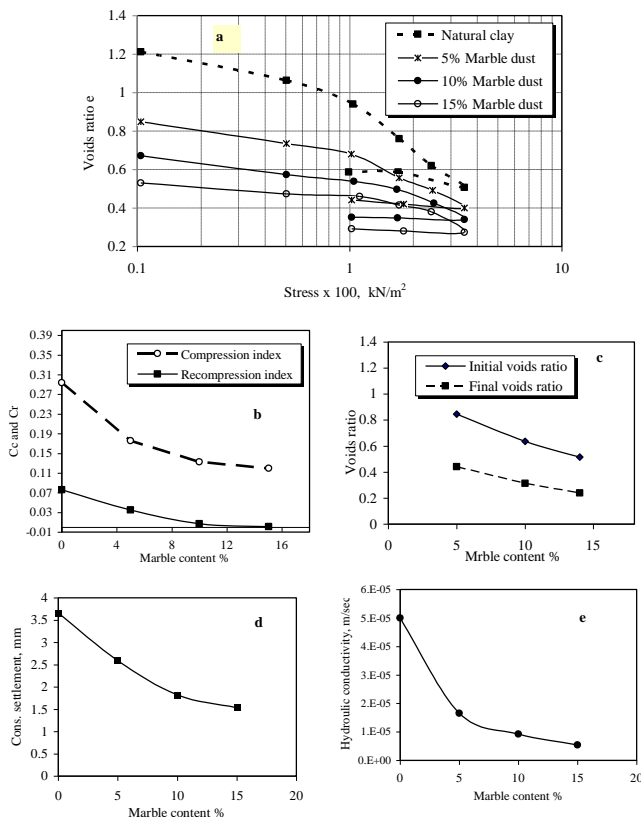 a
1.4
1.2
1
0.8
0.6
0.4
0.2
Voids ratio e
Natural clay
5% Marble dust
10% Marble dust
15% Marble dust
0.1 1 10
Stress x 100, kN/m²
0.39
0.35
0.31
0.27
0.23
0.19
0.15
0.11
0.07
0.03
-0.01
Cc and Cr
Compression index
Recompression index
b
0 4 8 12 16
Marble content %
1.4
1.2
1
0.8
0.6
0.4
0.2
0
Voids ratio
Initial voids ratio
Final voids ratio
c
0 5 10 15
Mrble content %
4
3.5
3
2.5
2
1.5
1
0.5
0
Cons. settlement, mm
d
0 5 10 15 20
Marble content %
6.E-05
5.E-05
4.E-05
3.E-05
2.E-05
1.E-05
0.E+00
Hydroulic conductivity, m/sec
e
0 5 10 15 20
Marble content %